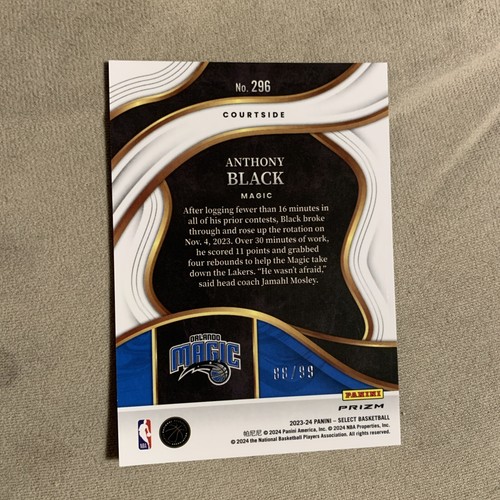 No. 296
COURTSIDE
ANTHONY
BLACK
MAGIC
After logging fewer than 16 minutes in
all of his prior contests, Black broke
through and rose up the rotation on
Nov. 4, 2023. Over 30 minutes of work,
he scored 11 points and grabbed
four rebounds to help the Magic take
down the Lakers. “He wasn’t afraid,”
said head coach Jamahl Mosley.
ORLANDO
MAGIC
PANINI
PRIZM
2023-24 PANINI – SELECT BASKETBALL
帕尼尼 © 2024 Panini America, Inc. © 2024 NBA Properties, Inc.
© 2024 the National Basketball Players Association. All rights reserved.